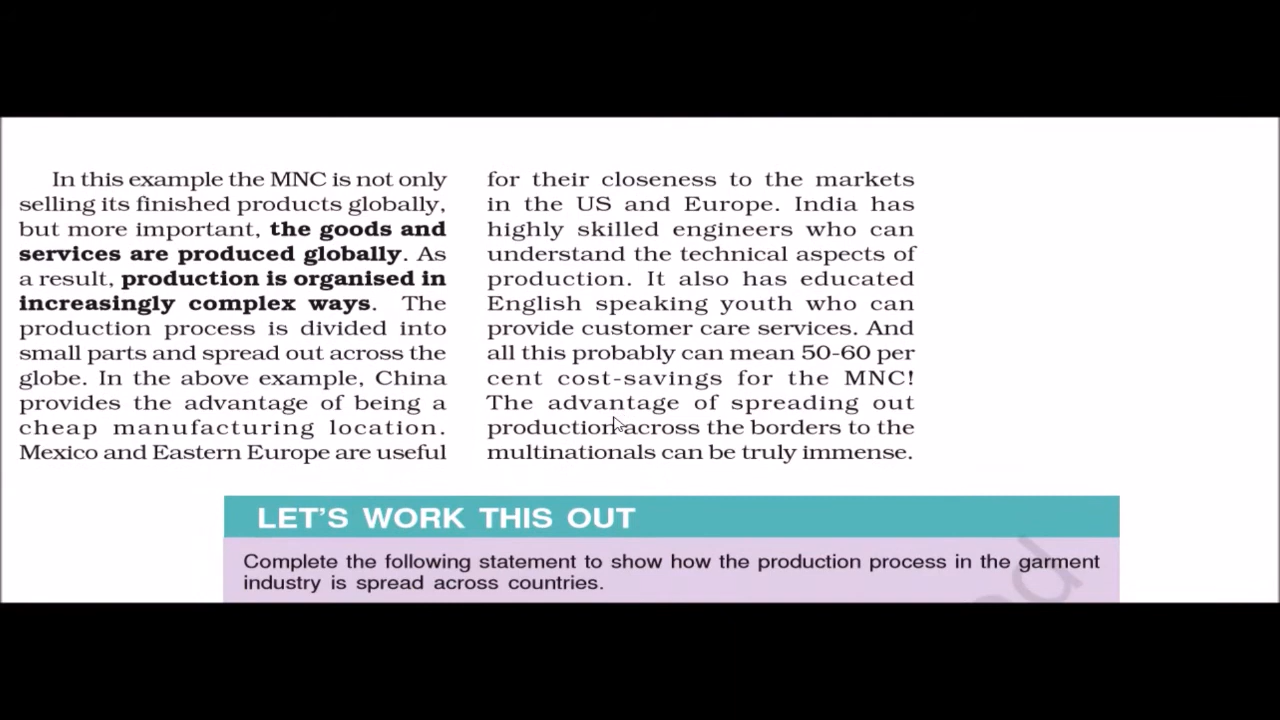 In this example the MNC is not only
selling its finished products globally,
but more important, the goods and
services are produced globally. As
a result, production is organised in
increasingly complex ways. The
production process is divided into
small parts and spread out across the
globe. In the above example, China
provides the advantage of being a
cheap manufacturing location.
Mexico and Eastern Europe are useful
for their closeness to the markets
in the US and Europe. India has
highly skilled engineers who can
understand the technical aspects of
production. It also has educated
English speaking youth who can
provide customer care services. And
all this probably can mean 50-60 per
cent cost-savings for the MNC!
The advantage of spreading out
production across the borders to the
multinationals can be truly immense.
LET'S WORK THIS OUT
Complete the following statement to show how the production process in the garment
industry is spread across countries.